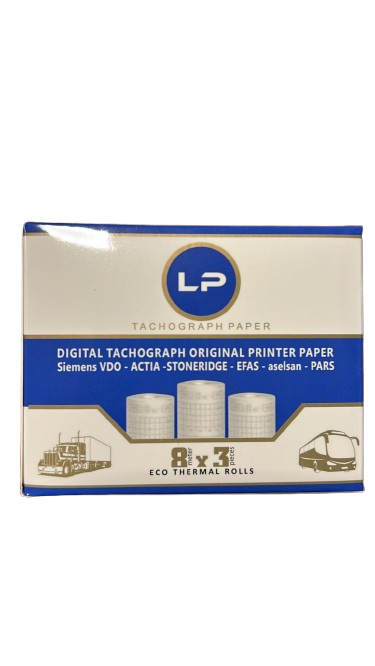 LP
TACHOGRAPH PAPER
DIGITAL TACHOGRAPH ORIGINAL PRINTER PAPER
Siemens VDO - ACTIA -STONERIDGE - EFAS - aselsan - PARS
8 meter x 3 pieces
ECO THERMAL ROLLS